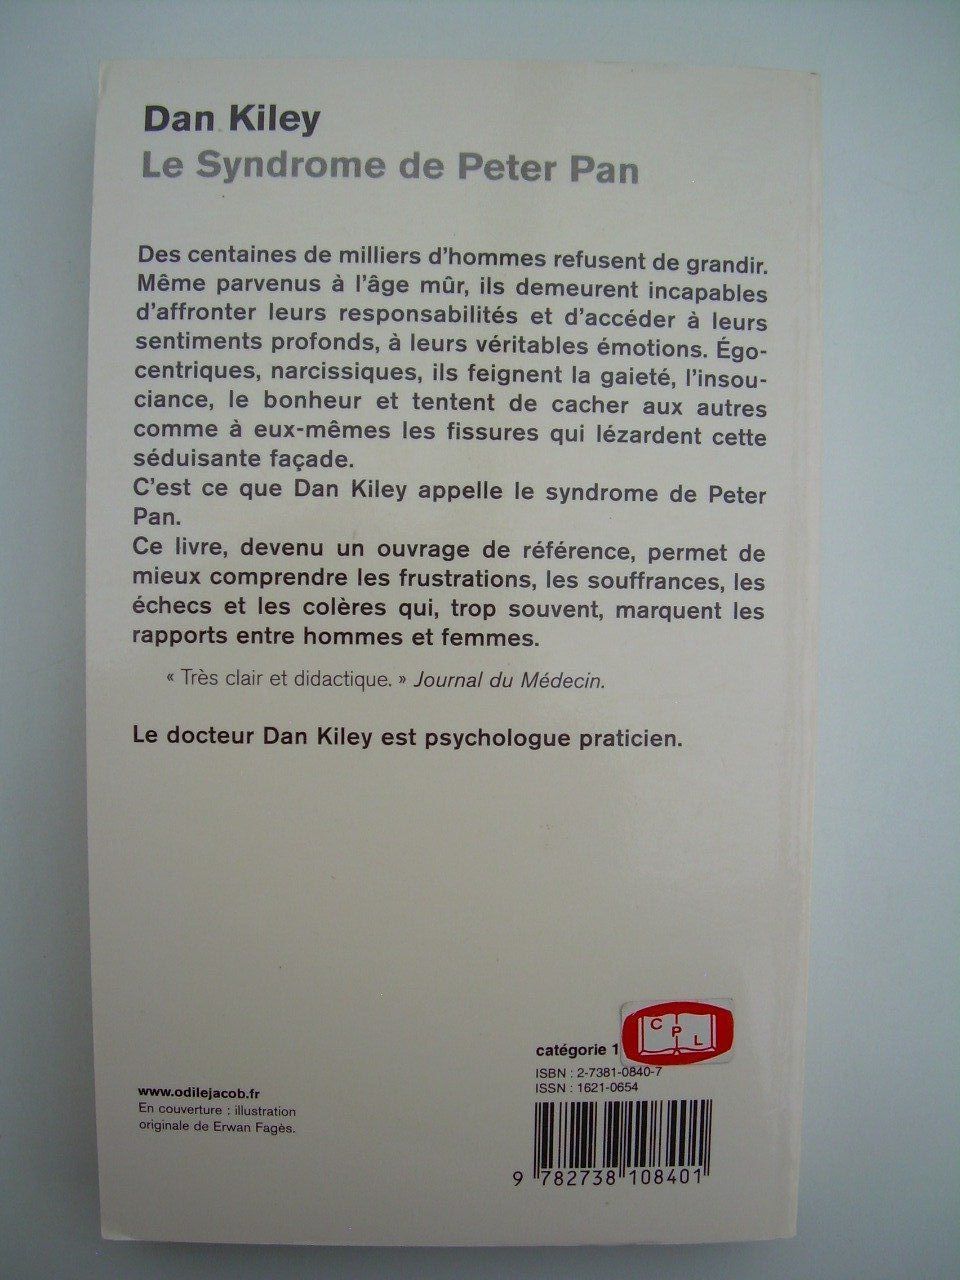 Dan Kiley
Le Syndrome de Peter Pan
Des centaines de milliers d'hommes refusent de grandir.
Même parvenus à l'âge mûr, ils demeurent incapables
d'affronter leurs responsabilités et d'accéder à leurs
sentiments profonds, à leurs véritables émotions. Égo-
centriques, narcissiques, ils feignent la gaieté, l'insou-
ciance, le bonheur et tentent de cacher aux autres
comme à eux-mêmes les fissures qui lézardent cette
séduisante façade.
C'est ce que Dan Kiley appelle le syndrome de Peter
Pan.
Ce livre, devenu un ouvrage de référence, permet de
mieux comprendre les frustrations, les souffrances, les
échecs et les colères qui, trop souvent, marquent les
rapports entre hommes et femmes.
« Très clair et didactique. » Journal du Médecin.
Le docteur Dan Kiley est psychologue praticien.
CPL
catégorie 1
ISBN : 2-7381-0840-7
ISSN : 1621-0654
www.odilejacob.fr
En couverture : illustration
originale de Erwan Fagès.
9 782738 108401